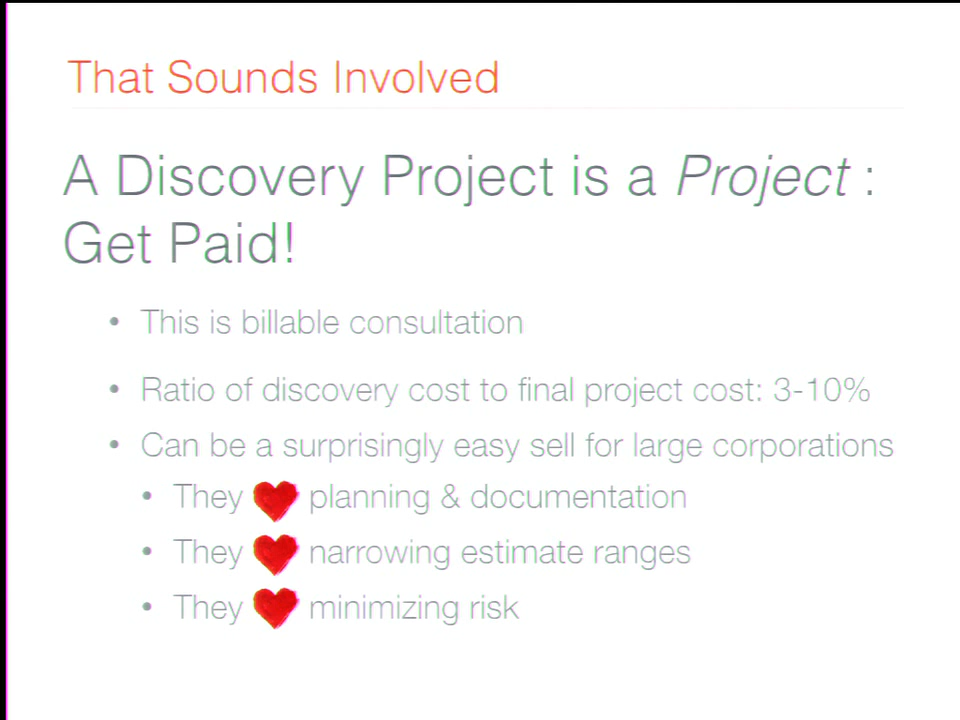 That Sounds Involved
A Discovery Project is a Project :
Get Paid!
• This is billable consultation
• Ratio of discovery cost to final project cost: 3-10%
• Can be a surprisingly easy sell for large corporations
• They ❤ planning & documentation
• They ❤ narrowing estimate ranges
• They ❤ minimizing risk